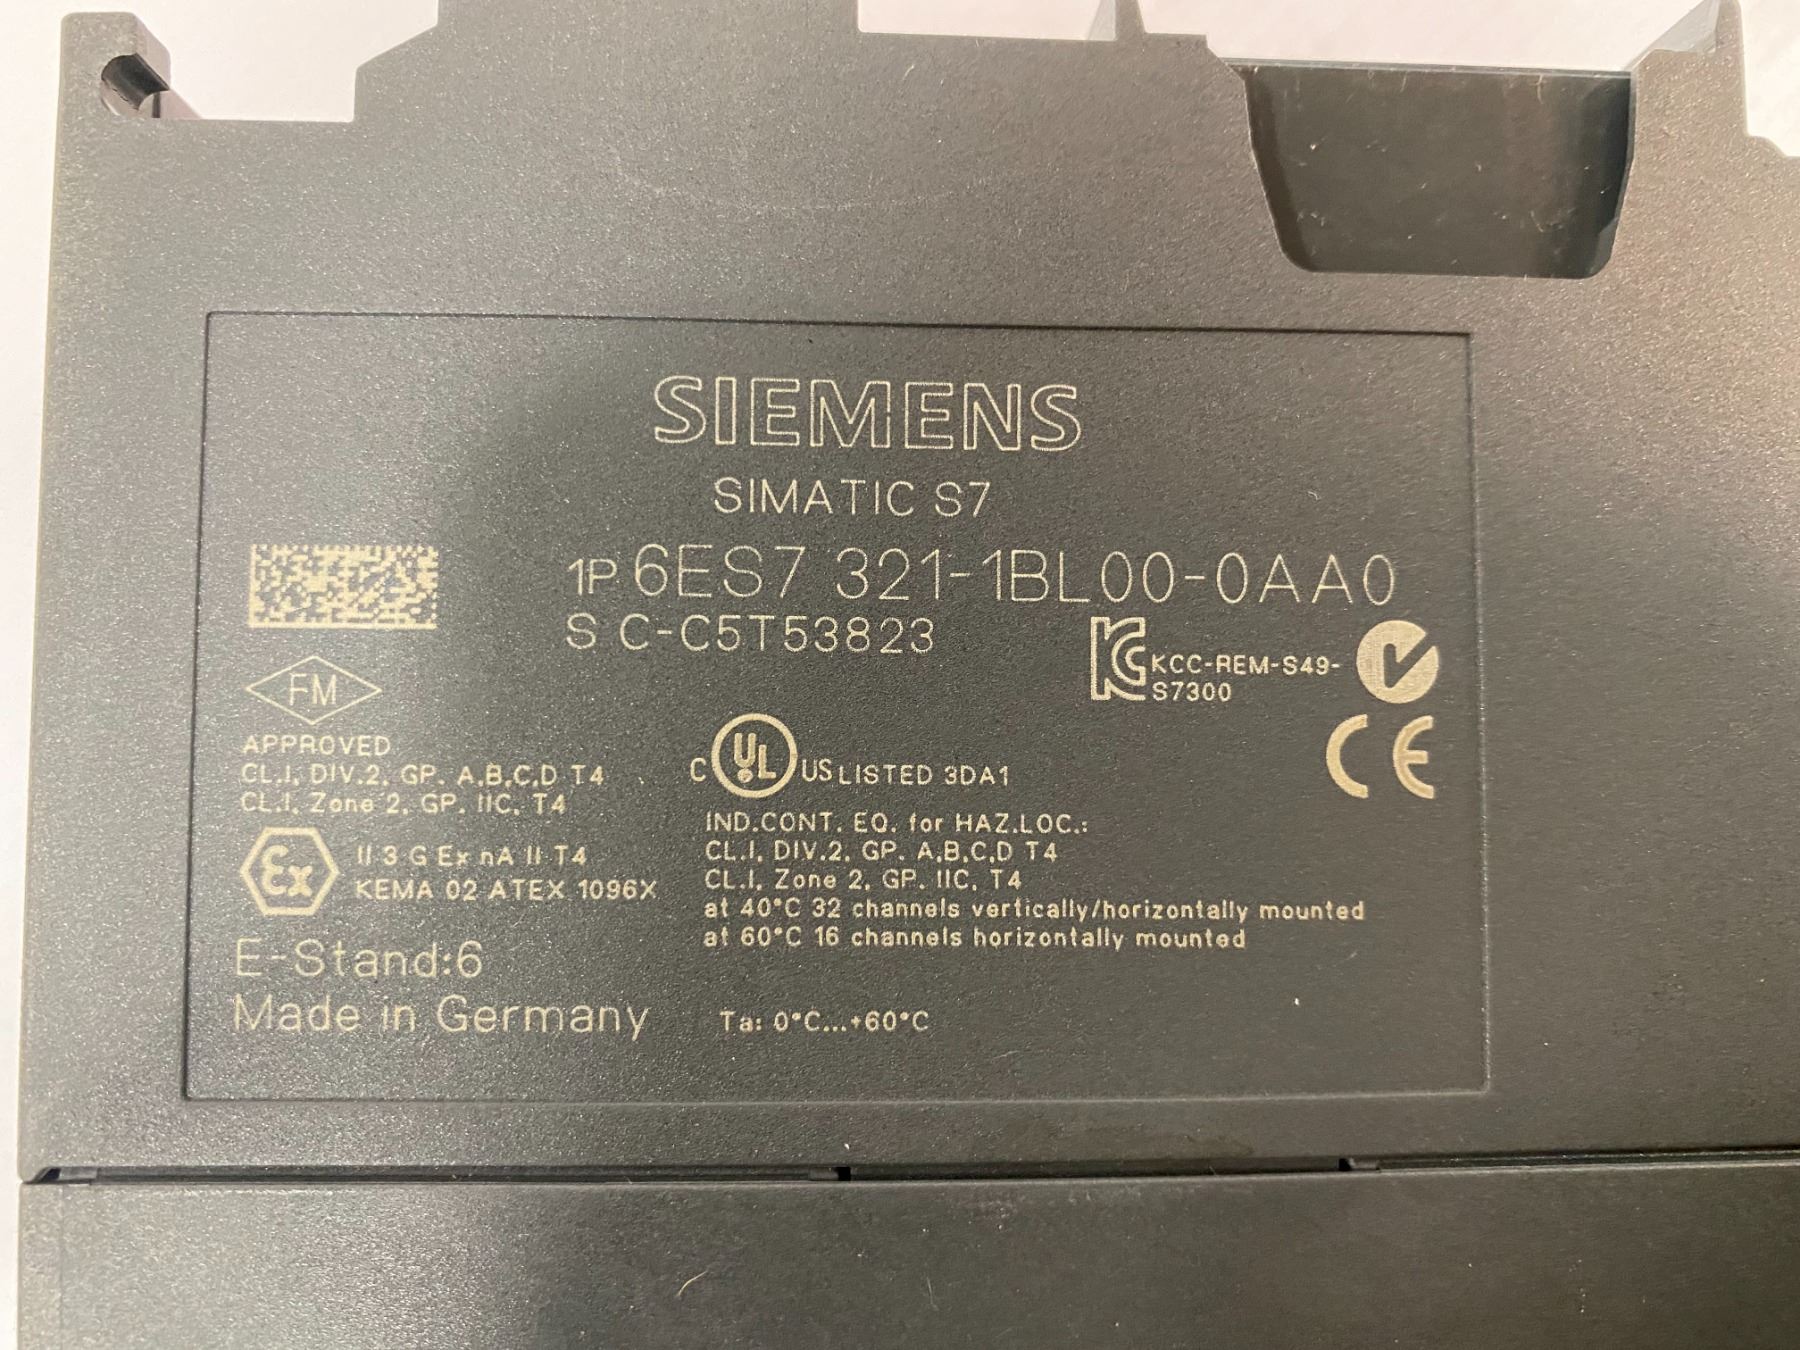 SIEMENS
SIMATIC S7
1P 6ES7 321-1BL00-0AA0
S C-C5T53823
KCC-REM-S49-
S7300
FM
APPROVED
CL.I, DIV.2, GP. A,B,C,D T4
CL.I, Zone 2, GP. IIC, T4
Ex
II 3 G Ex nA II T4
KEMA 02 ATEX 1096X
E-Stand:6
Made in Germany
C UL US LISTED 3DA1
IND.CONT. EQ. for HAZ.LOC.:
CL.I, DIV.2, GP. A,B,C,D T4
CL.I, Zone 2, GP. IIC, T4
at 40°C 32 channels vertically/horizontally mounted
at 60°C 16 channels horizontally mounted
Ta: 0°C...+60°C
CE